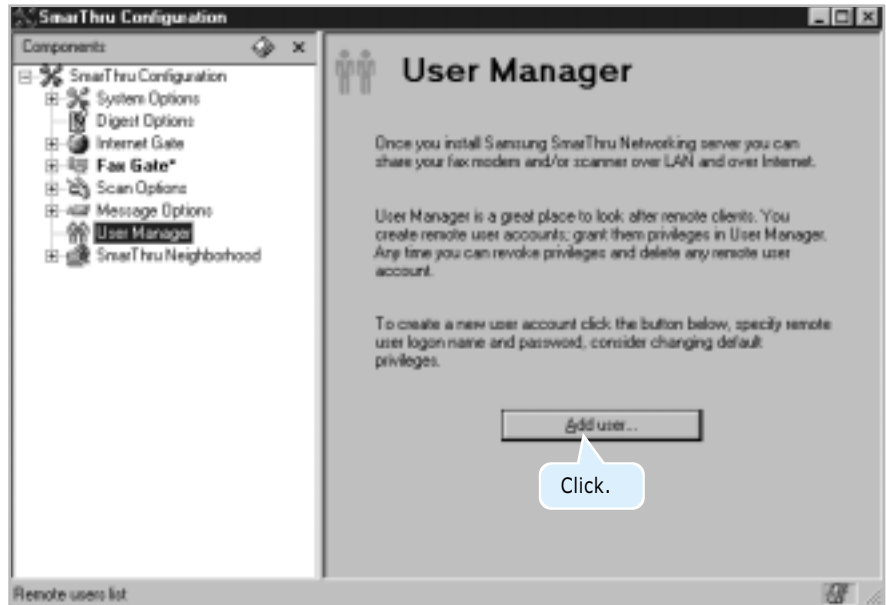 SmarThru Configuration
Components
SmarThru Configuration
System Options
Digest Options
Internet Gate
Fax Gate*
Scan Options
Message Options
User Manager
SmarThru Neighborhood
User Manager
Once you install Samsung SmarThru Networking server you can
share your fax modem and/or scanner over LAN and over Internet.
User Manager is a great place to look after remote clients. You
create remote user accounts; grant them privileges in User Manager.
Any time you can revoke privileges and delete any remote user
account.
To create a new user account click the button below, specify remote
user logon name and password, consider changing default
privileges.
Add user...
Click.
Remote users list